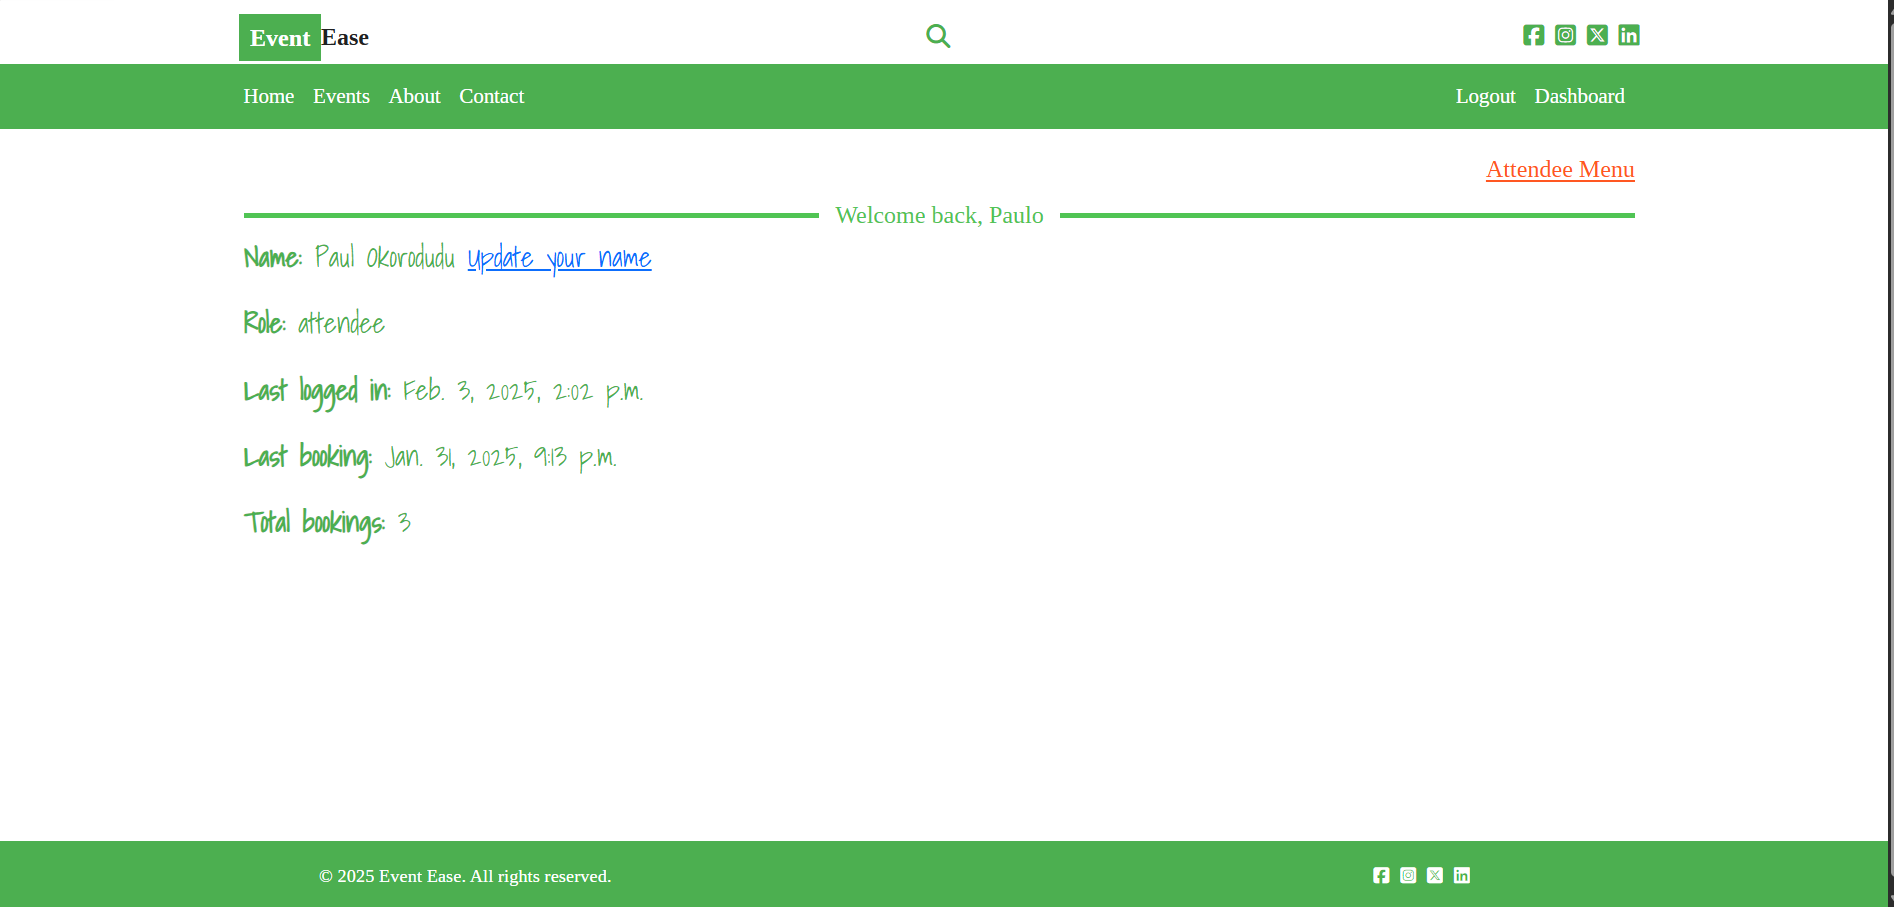 Event Ease
Home Events About Contact Logout Dashboard
Attendee Menu
Welcome back, Paulo
Name: Paul Okorodudu Update your name
Role: attendee
Last logged in: Feb. 3, 2025, 2:02 p.m.
Last booking: Jan. 31, 2025, 9:13 p.m.
Total bookings: 3
© 2025 Event Ease. All rights reserved.